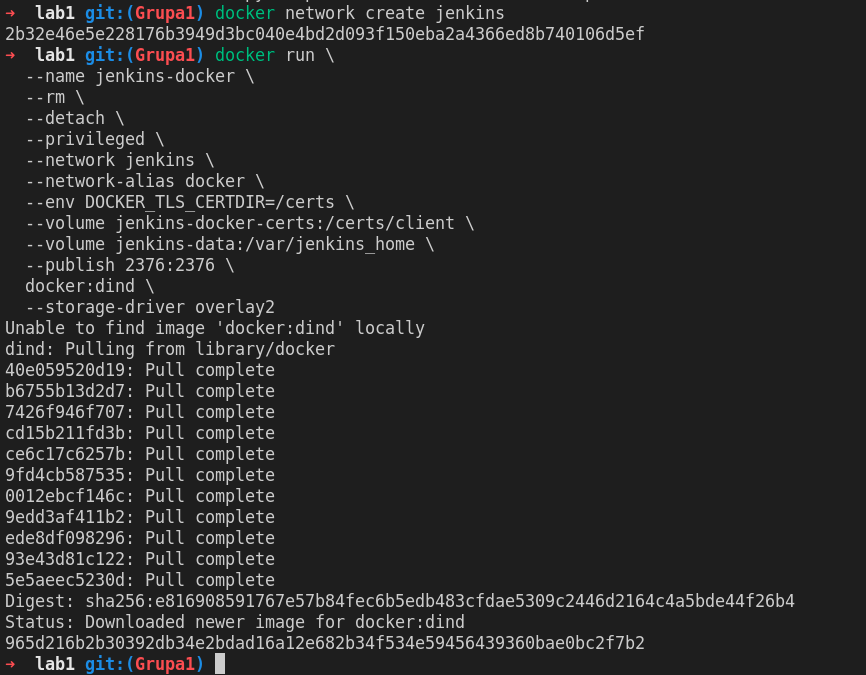 → lab1 git:(Grupa1) docker network create jenkins
2b32e46e5e228176b3949d3bc040e4bd2d093f150eba2a4366ed8b740106d5ef
→ lab1 git:(Grupa1) docker run \
--name jenkins-docker \
--rm \
--detach \
--privileged \
--network jenkins \
--network-alias docker \
--env DOCKER_TLS_CERTDIR=/certs \
--volume jenkins-docker-certs:/certs/client \
--volume jenkins-data:/var/jenkins_home \
--publish 2376:2376 \
docker:dind \
--storage-driver overlay2
Unable to find image 'docker:dind' locally
dind: Pulling from library/docker
40e059520d19: Pull complete
b6755b13d2d7: Pull complete
7426f946f707: Pull complete
cd15b211fd3b: Pull complete
ce6c17c6257b: Pull complete
9fd4cb587535: Pull complete
0012ebcf146c: Pull complete
9edd3af411b2: Pull complete
ede8df098296: Pull complete
93e43d81c122: Pull complete
5e5aeec5230d: Pull complete
Digest: sha256:e816908591767e57b84fec6b5edb483cfdae5309c2446d2164c4a5bde44f26b4
Status: Downloaded newer image for docker:dind
965d216b2b30392db34e2bdad16a12e682b34f534e59456439360bae0bc2f7b2
→ lab1 git:(Grupa1)